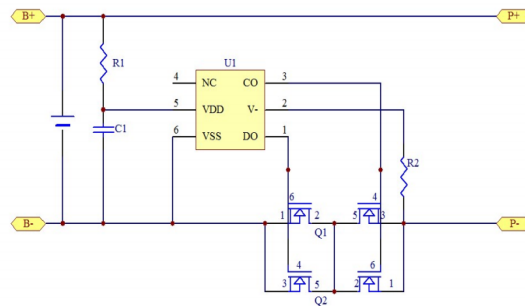 B+ P+
U1
R1
4 NC CO 3
5 VDD V- 2
6 VSS DO 1
C1
R2
6 4
B- 1 2 5 3 P-
Q1
4 6
3 5 2 1
Q2